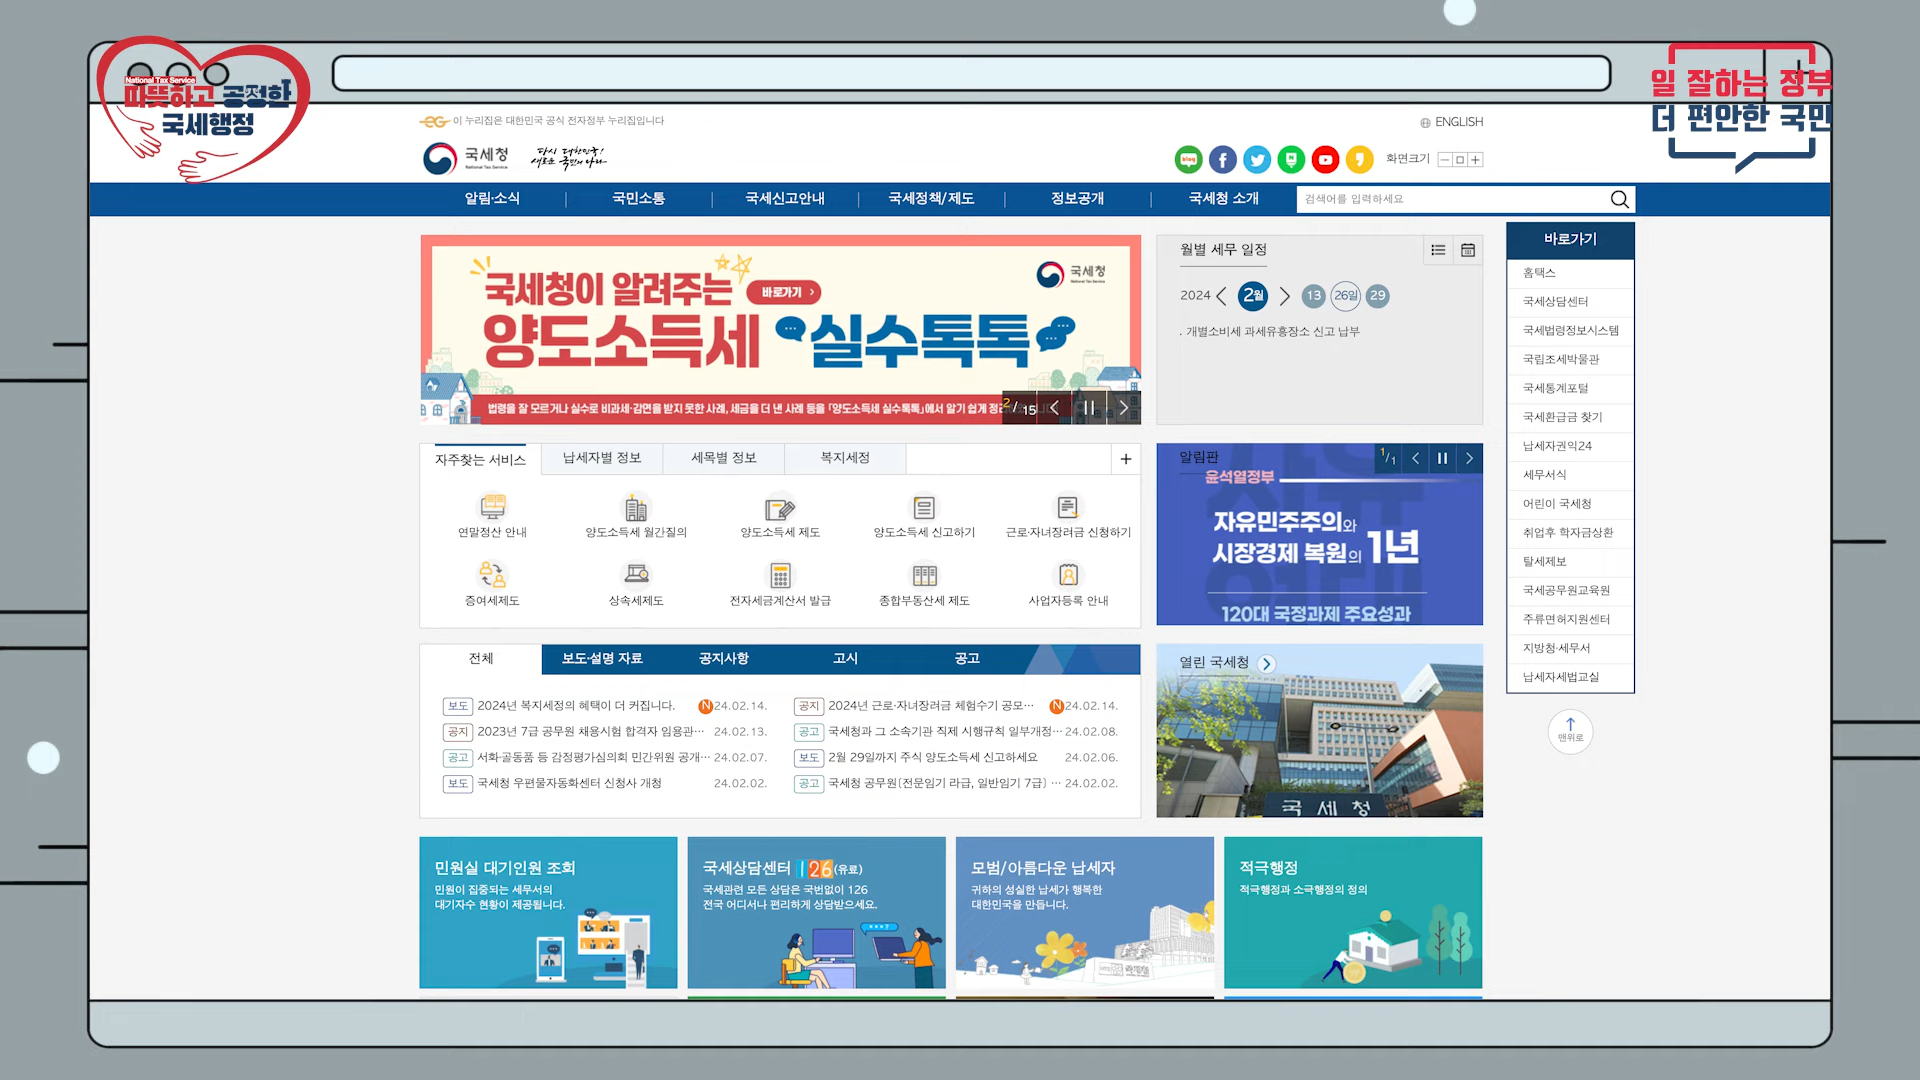 National Tax Service
따뜻하고 공정한
국세행정
일 잘하는 정부
더 편안한 국민
이 누리집은 대한민국 공식 전자정부 누리집입니다
ENGLISH
국세청
National Tax Service
다시 대한민국!
새로운 국민의 나라
blog
화면크기
알림·소식
국민소통
국세신고안내
국세정책/제도
정보공개
국세청 소개
검색어를 입력하세요
국세청이 알려주는
바로가기
양도소득세 실수톡톡
국세청
National Tax Service
법령을 잘 모르거나 실수로 비과세·감면을 받지 못한 사례, 세금을 더 낸 사례 등을 「양도소득세 실수톡톡」에서 알기 쉽게
2 / 15
월별 세무 일정
2024 2월 13 26일 29
. 개별소비세 과세유흥장소 신고 납부
바로가기
홈택스
국세상담센터
국세법령정보시스템
국립조세박물관
국세통계포털
국세환급금 찾기
납세자권익24
세무서식
어린이 국세청
취업후 학자금상환
탈세제보
국세공무원교육원
주류면허지원센터
지방청·세무서
납세자세법교실
맨위로
자주찾는 서비스
납세자별 정보
세목별 정보
복지세정
연말정산 안내
양도소득세 월간질의
양도소득세 제도
양도소득세 신고하기
근로·자녀장려금 신청하기
증여세제도
상속세제도
전자세금계산서 발급
종합부동산세 제도
사업자등록 안내
알림판
1/1
윤석열정부
자유민주주의와
시장경제 복원의 1년
120대 국정과제 주요성과
전체
보도·설명 자료
공지사항
고시
공고
보도 2024년 복지세정의 혜택이 더 커집니다. N 24.02.14.
공지 2023년 7급 공무원 채용시험 합격자 임용관… 24.02.13.
공고 서화·골동품 등 감정평가심의회 민간위원 공개… 24.02.07.
보도 국세청 우편물자동화센터 신청사 개청 24.02.02.
공지 2024년 근로·자녀장려금 체험수기 공모… N 24.02.14.
공고 국세청과 그 소속기관 직제 시행규칙 일부개정… 24.02.08.
보도 2월 29일까지 주식 양도소득세 신고하세요 24.02.06.
공고 국세청 공무원(전문임기 라급, 일반임기 7급) … 24.02.02.
열린 국세청
국세청
민원실 대기인원 조회
민원이 집중되는 세무서의
대기자수 현황이 제공됩니다.
국세상담센터 126(유료)
국세관련 모든 상담은 국번없이 126
전국 어디서나 편리하게 상담받으세요.
모범/아름다운 납세자
귀하의 성실한 납세가 행복한
대한민국을 만듭니다.
국세청
적극행정
적극행정과 소극행정의 정의